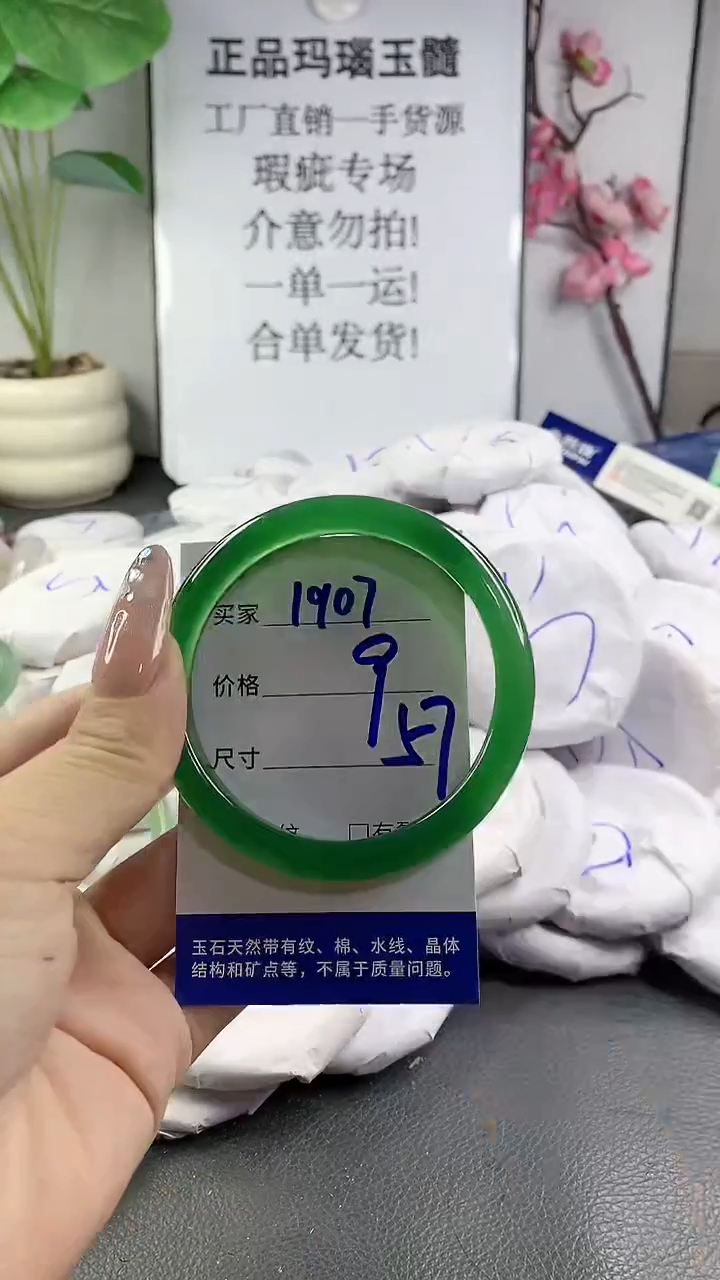 正品玛瑙玉髓
工厂直销一手货源
瑕疵专场
介意勿拍!
一单一运!
合单发货!
买家 1907
价格 9
尺寸 57
纹 口有
玉石天然带有纹、棉、水线、晶体
结构和矿点等，不属于质量问题。